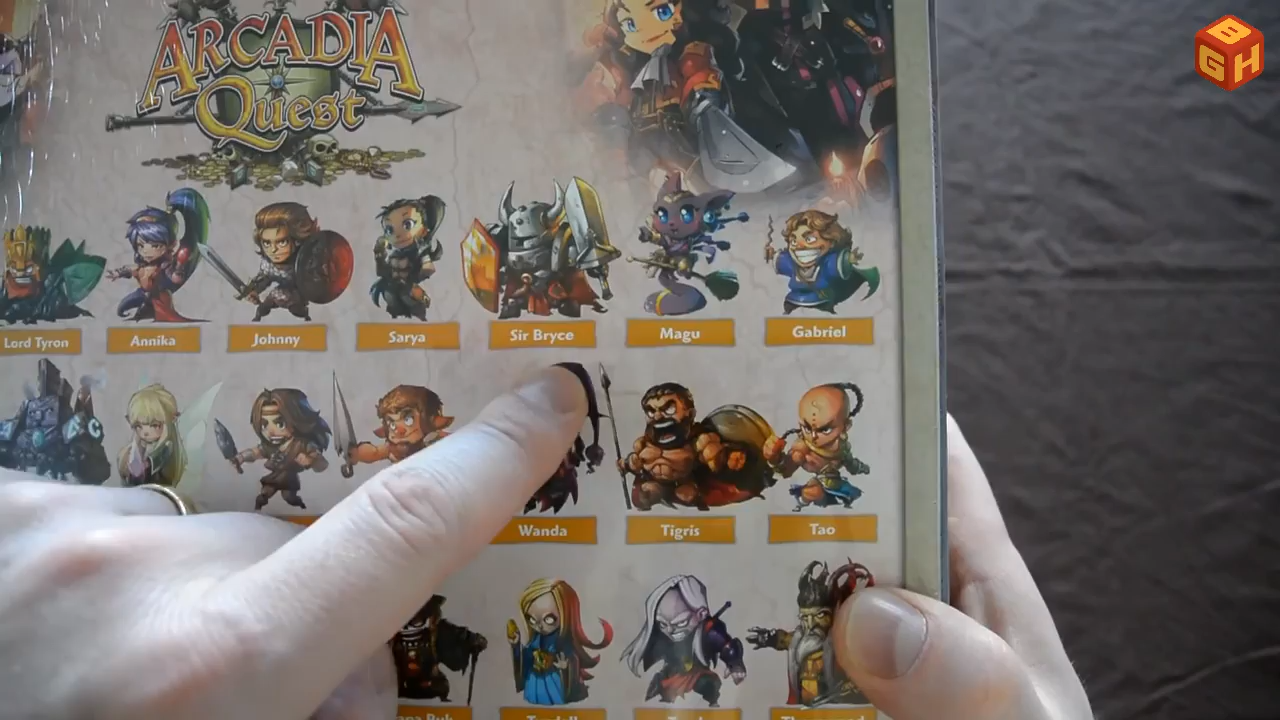 ARCADIA
Quest
B
G H
Lord Tyron
Annika
Johnny
Sarya
Sir Bryce
Magu
Gabriel
Wanda
Tigris
Tao